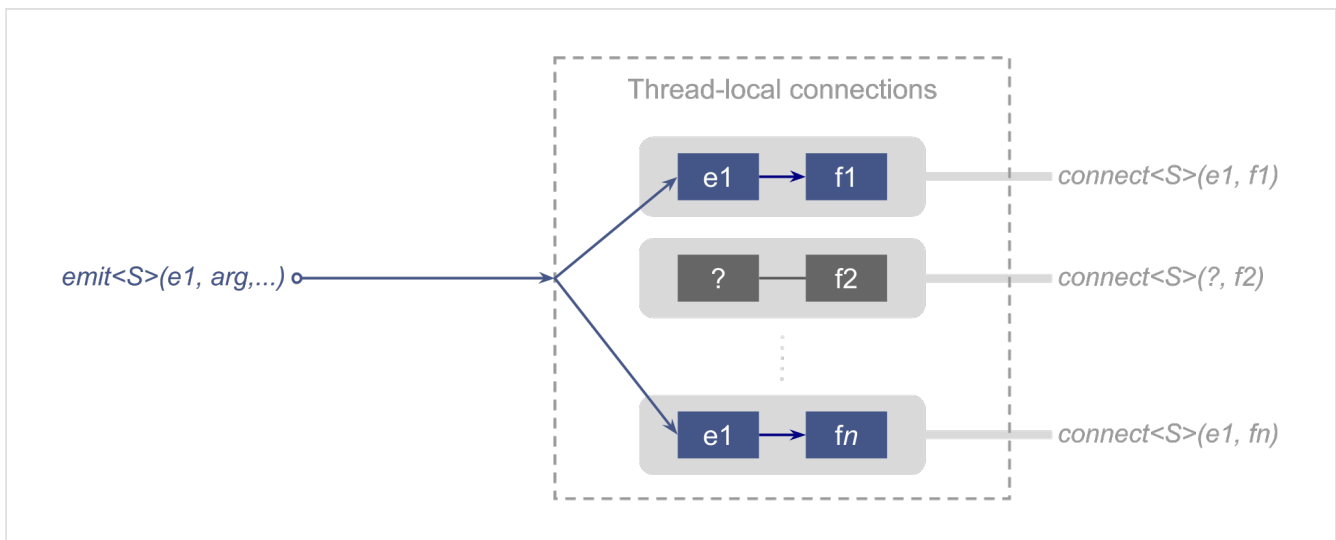 Thread-local connections
e1 f1 connect<S>(e1, f1)
emit<S>(e1, arg,...) ? f2 connect<S>(?, f2)
e1 fn connect<S>(e1, fn)